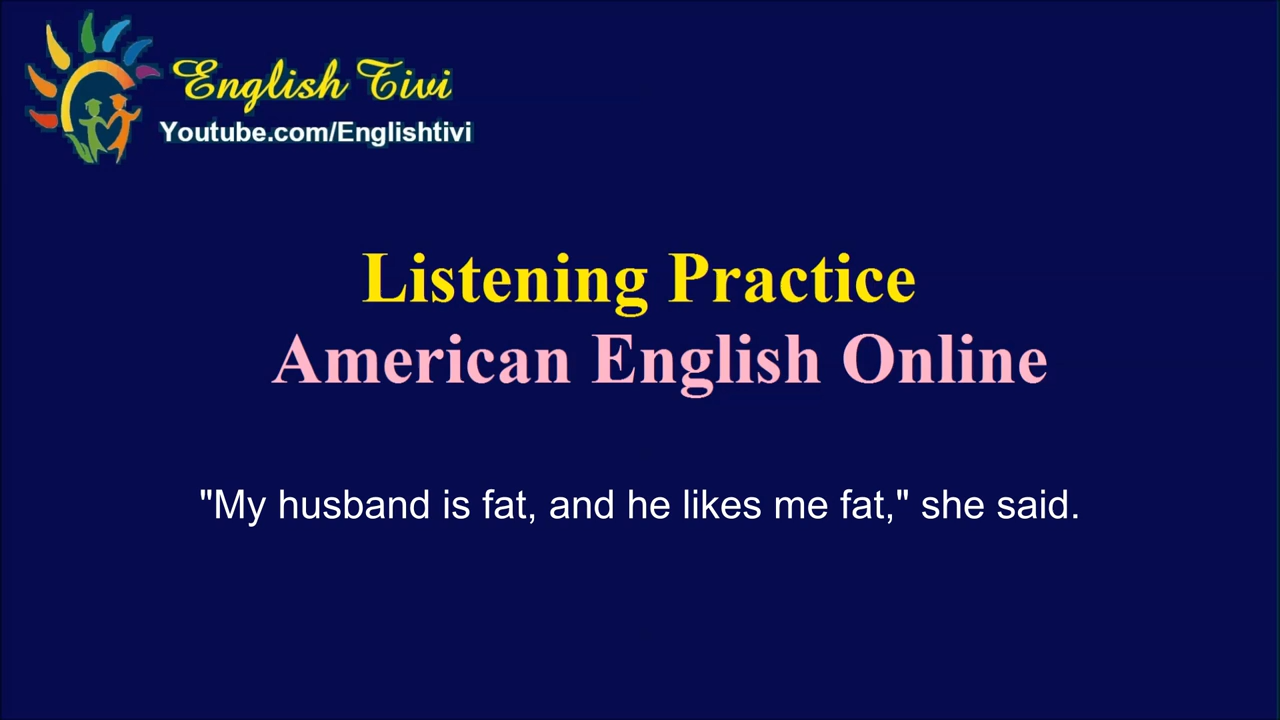 English Tivi
Youtube.com/Englishtivi
Listening Practice
American English Online
"My husband is fat, and he likes me fat," she said.